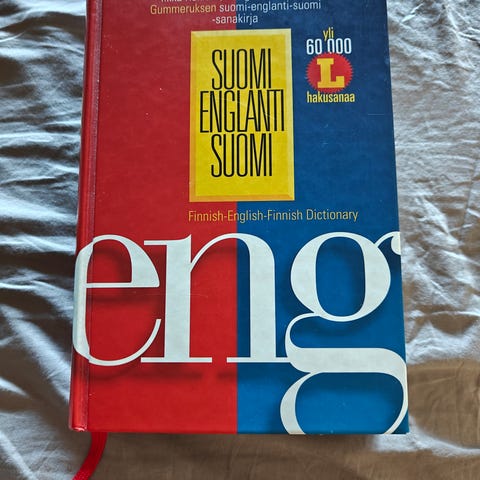 Gummeruksen suomi-englanti-suomi
-sanakirja
yli
60 000
L
hakusanaa
SUOMI
ENGLANTI
SUOMI
Finnish-English-Finnish Dictionary
eng